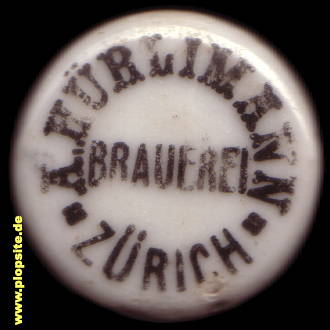 A. HÜRLIMANN
BRAUEREI
ZÜRICH
www.plopsite.de